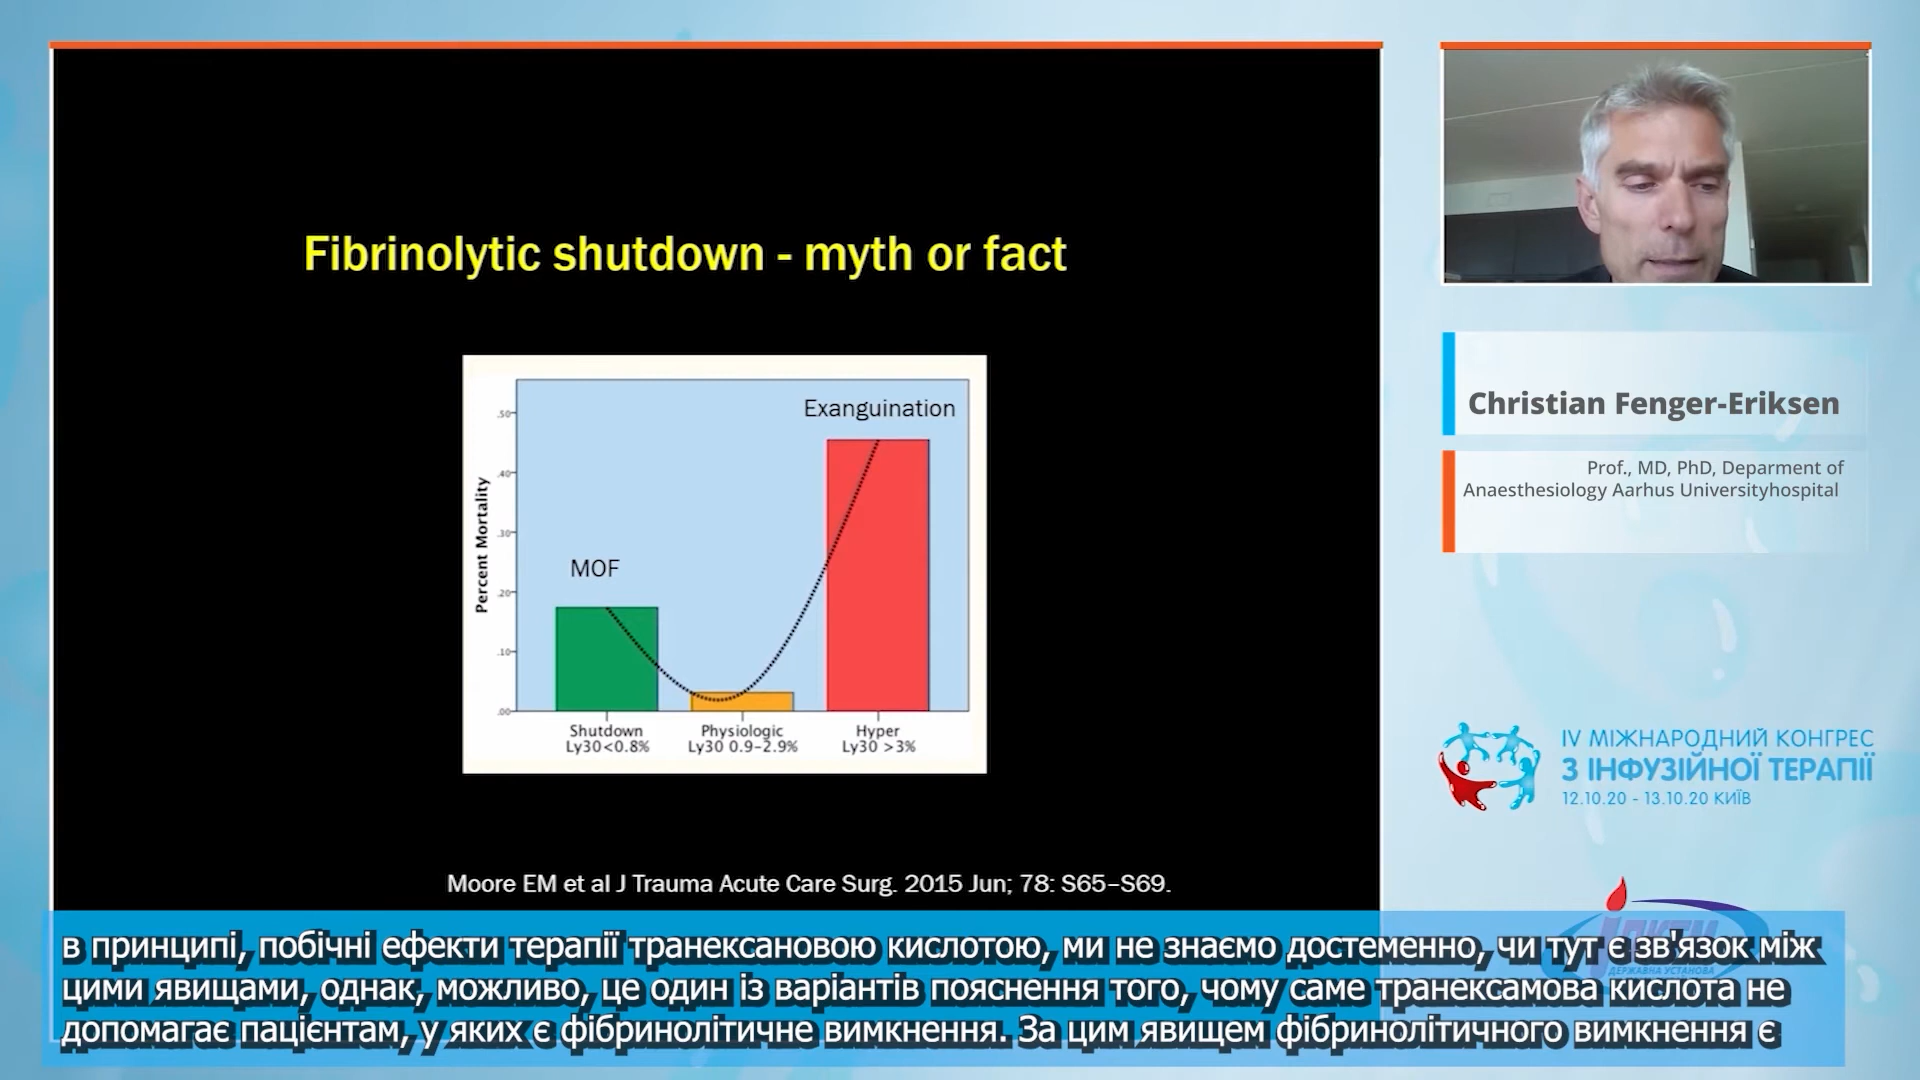 Fibrinolytic shutdown - myth or fact
Exanguination
MOF
Percent Mortality
.50
.40
.30
.20
.10
.00
Shutdown
Ly30<0.8%
Physiologic
Ly30 0.9-2.9%
Hyper
Ly30 >3%
Moore EM et al J Trauma Acute Care Surg. 2015 Jun; 78: S65–S69.
Christian Fenger-Eriksen
Prof., MD, PhD, Deparment of
Anaesthesiology Aarhus Universityhospital
IV МІЖНАРОДНИЙ КОНГРЕС
З ІНФУЗІЙНОЇ ТЕРАПІЇ
12.10.20 - 13.10.20 КИЇВ
ДЕРЖАВНА УСТАНОВА
в принципі, побічні ефекти терапії транексановою кислотою, ми не знаємо достеменно, чи тут є зв'язок між
цими явищами, однак, можливо, це один із варіантів пояснення того, чому саме транексамова кислота не
допомагає пацієнтам, у яких є фібринолітичне вимкнення. За цим явищем фібринолітичного вимкнення є